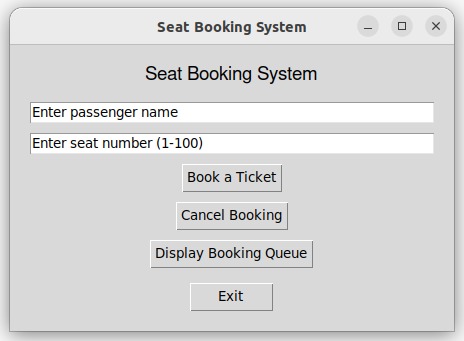 Seat Booking System
Seat Booking System
Enter passenger name
Enter seat number (1-100)
Book a Ticket
Cancel Booking
Display Booking Queue
Exit